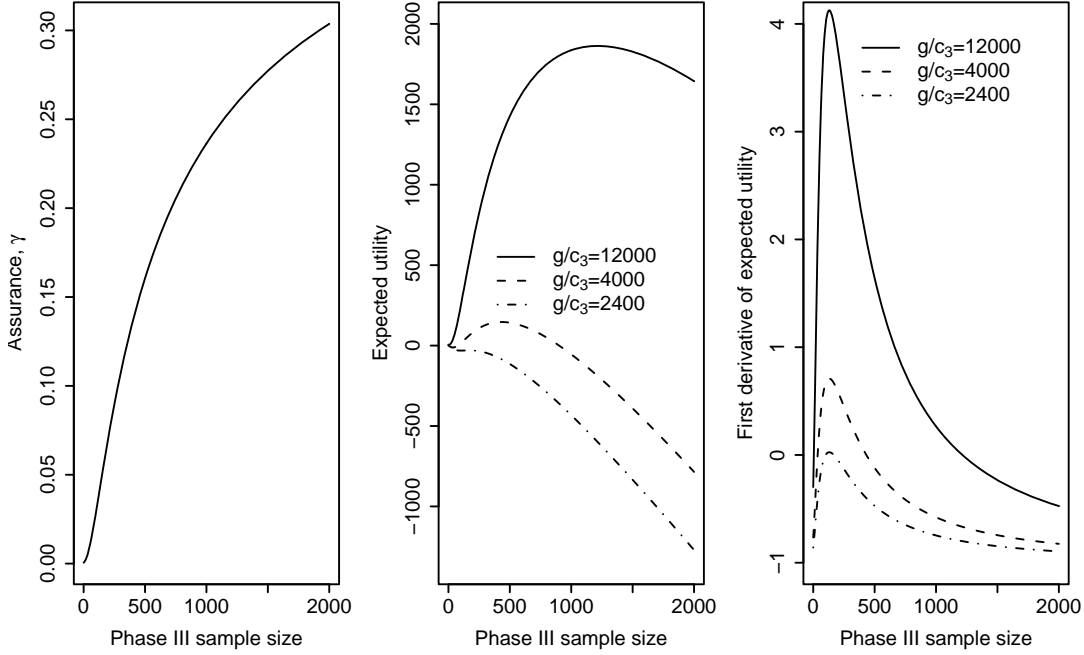 Assurance, γ
0.00
0.05
0.10
0.15
0.20
0.25
0.30
0
500
1000
2000
Phase III sample size
Expected utility
−1000
−500
0
500
1000
1500
2000
g/c₃=12000
g/c₃=4000
g/c₃=2400
0
500
1000
2000
Phase III sample size
First derivative of expected utility
−1
0
1
2
3
4
g/c₃=12000
g/c₃=4000
g/c₃=2400
0
500
1000
2000
Phase III sample size